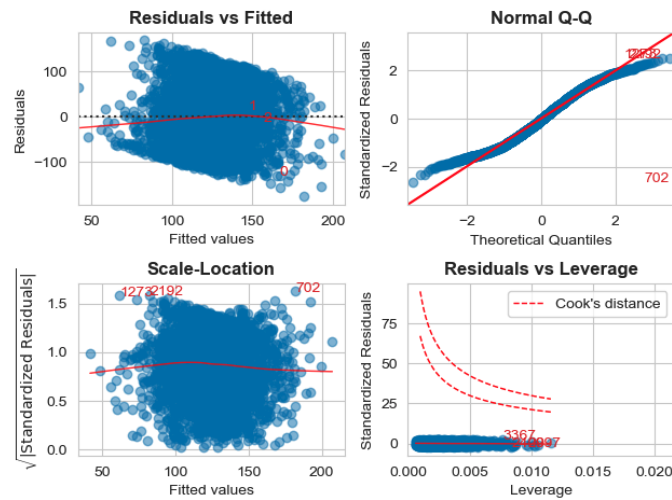 Residuals vs Fitted
Residuals
100
0
−100
1
0
0
50
100
150
200
Fitted values
Normal Q-Q
Standardized Residuals
2
0
−2
702
−2
0
2
Theoretical Quantiles
Scale-Location
√|Standardized Residuals|
1.5
1.0
0.5
0.0
1273
2192
702
50
100
150
200
Fitted values
Residuals vs Leverage
Standardized Residuals
75
50
25
0
Cook's distance
3367
0.000
0.005
0.010
0.015
0.020
Leverage